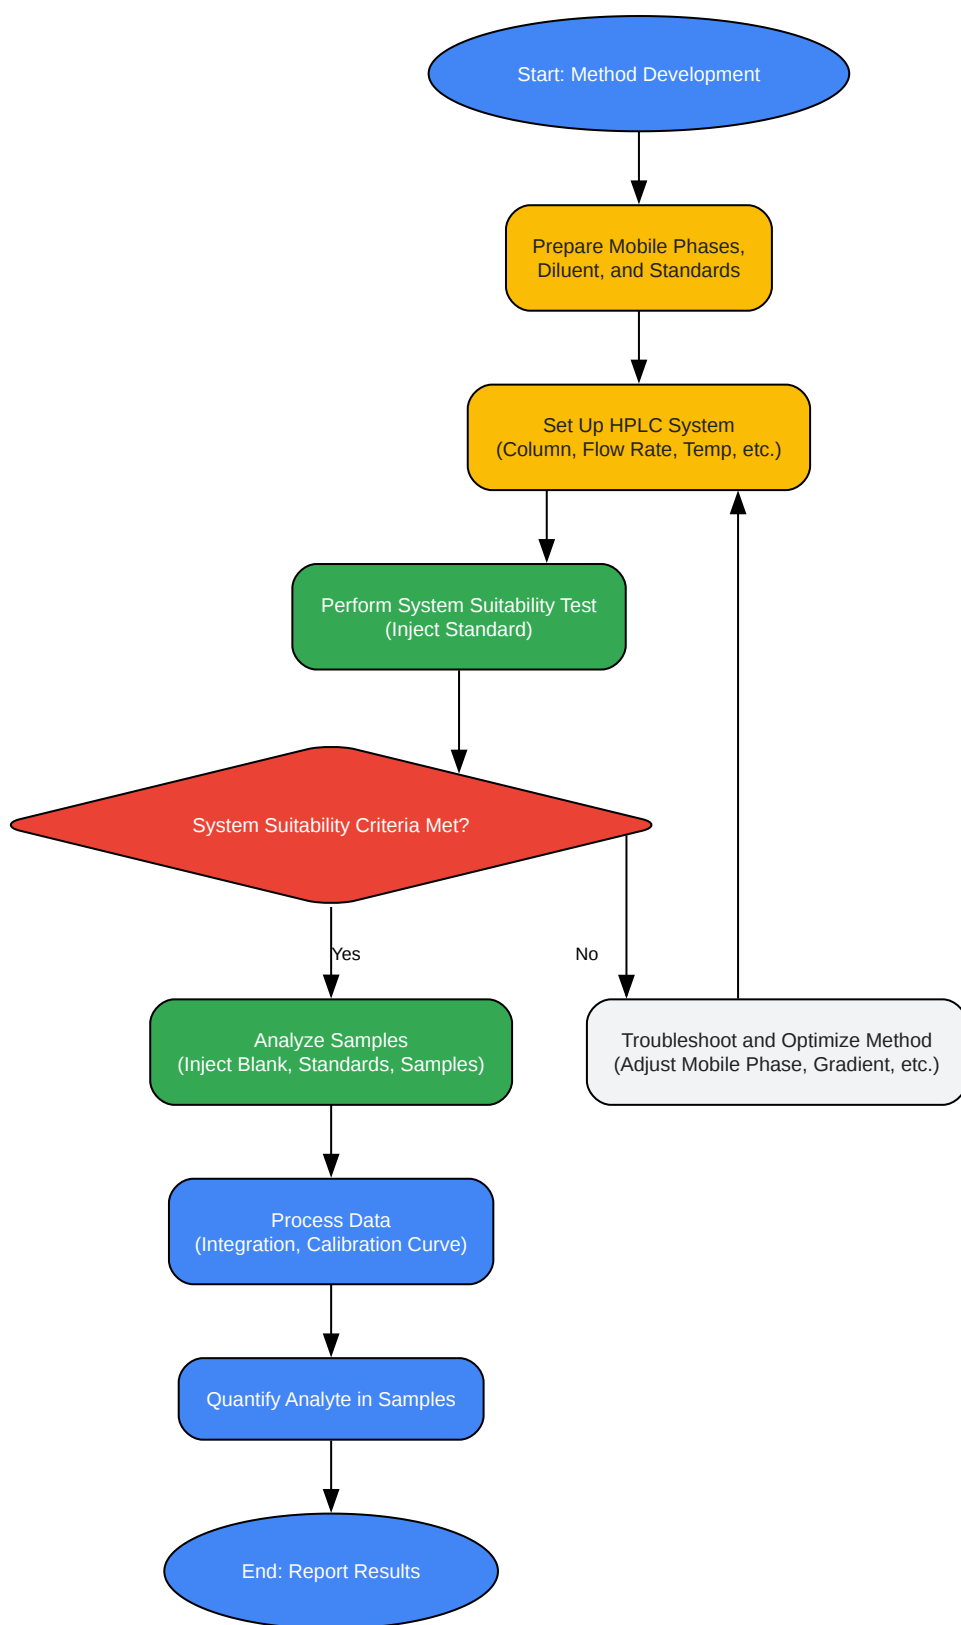 Start: Method Development
Prepare Mobile Phases,
Diluent, and Standards
Set Up HPLC System
(Column, Flow Rate, Temp, etc.)
Perform System Suitability Test
(Inject Standard)
System Suitability Criteria Met?
Yes
No
Analyze Samples
(Inject Blank, Standards, Samples)
Troubleshoot and Optimize Method
(Adjust Mobile Phase, Gradient, etc.)
Process Data
(Integration, Calibration Curve)
Quantify Analyte in Samples
End: Report Results